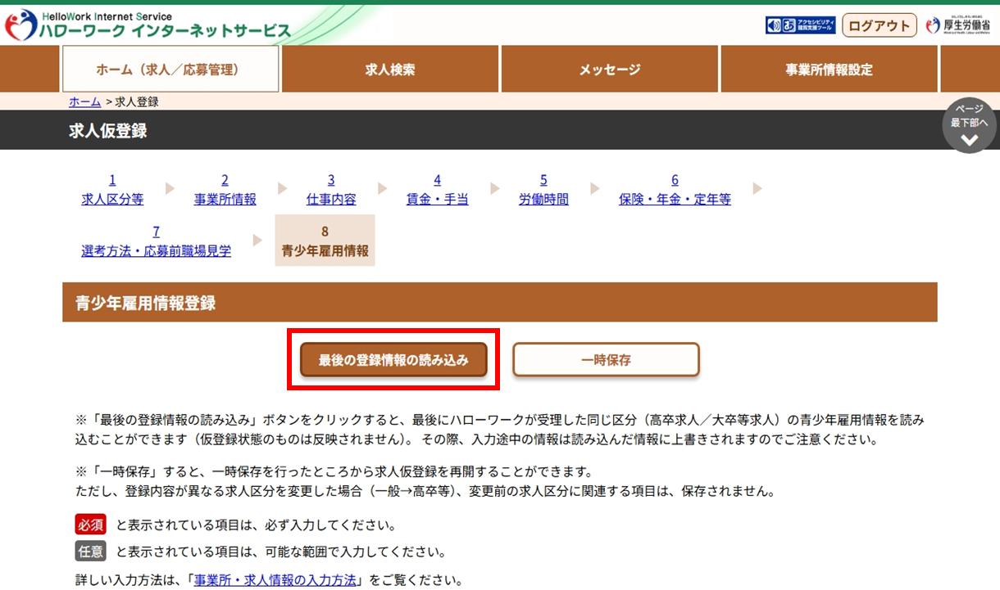 HelloWork Internet Service
ハローワーク インターネットサービス
アクセシビリティ
閲覧支援ツール
ログアウト
厚生労働省
ホーム（求人／応募管理）
求人検索
メッセージ
事業所情報設定
ホーム > 求人登録
ページ
最下部へ
求人仮登録
1
求人区分等
2
事業所情報
3
仕事内容
4
賃金・手当
5
労働時間
6
保険・年金・定年等
7
選考方法・応募前職場見学
8
青少年雇用情報
青少年雇用情報登録
最後の登録情報の読み込み
一時保存
※「最後の登録情報の読み込み」ボタンをクリックすると、最後にハローワークが受理した同じ区分（高卒求人／大卒等求人）の青少年雇用情報を読み
込むことができます（仮登録状態のものは反映されません）。 その際、入力途中の情報は読み込んだ情報に上書きされますのでご注意ください。
※「一時保存」すると、一時保存を行ったところから求人仮登録を再開することができます。
ただし、登録内容が異なる求人区分を変更した場合（一般→高卒等）、変更前の求人区分に関連する項目は、保存されません。
必須 と表示されている項目は、必ず入力してください。
任意 と表示されている項目は、可能な範囲で入力してください。
詳しい入力方法は、「事業所・求人情報の入力方法」をご覧ください。